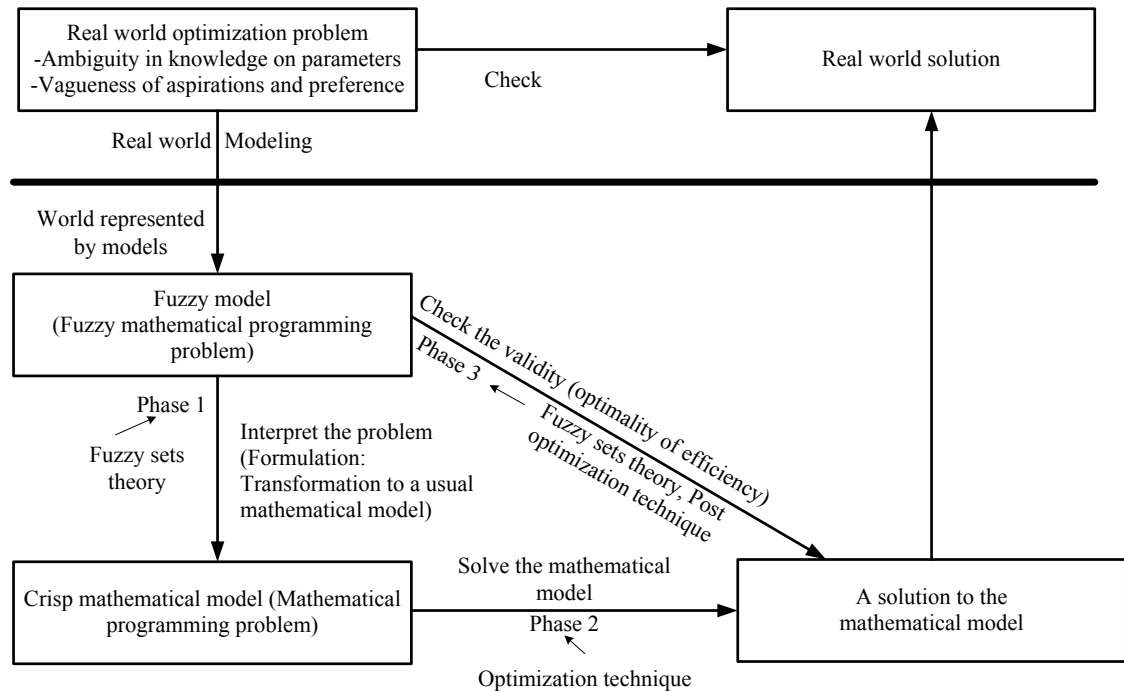 Real world optimization problem
-Ambiguity in knowledge on parameters
-Vagueness of aspirations and preference
Check
Real world solution
Real world
Modeling
World represented
by models
Fuzzy model
(Fuzzy mathematical programming
problem)
Check the validity (optimality of efficiency)
Phase 3
Fuzzy sets theory, Post
optimization technique
Phase 1
Fuzzy sets
theory
Interpret the problem
(Formulation:
Transformation to a usual
mathematical model)
Crisp mathematical model (Mathematical
programming problem)
Solve the mathematical
model
Phase 2
Optimization technique
A solution to the
mathematical model